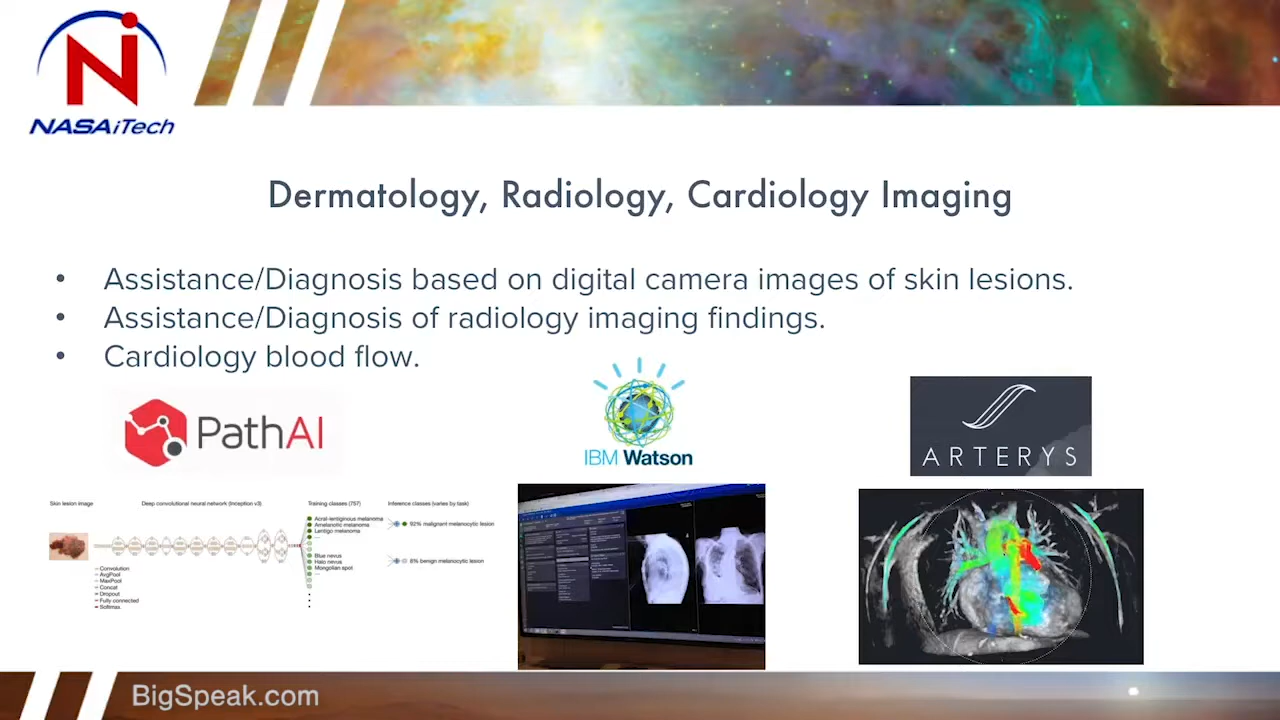 NASAiTech
Dermatology, Radiology, Cardiology Imaging
• Assistance/Diagnosis based on digital camera images of skin lesions.
• Assistance/Diagnosis of radiology imaging findings.
• Cardiology blood flow.
PathAI
IBM Watson
ARTERYS
Skin lesion image
Deep convolutional neural network (Inception v3)
Training classes (757)
Inference classes (varies by task)
Acral-lentiginous melanoma
Amelanotic melanoma
Lentigo melanoma
...
Blue nevus
Halo nevus
Mongolian spot
...
92% malignant melanocytic lesion
8% benign melanocytic lesion
Convolution
AvgPool
MaxPool
Concat
Dropout
Fully connected
Softmax
BigSpeak.com